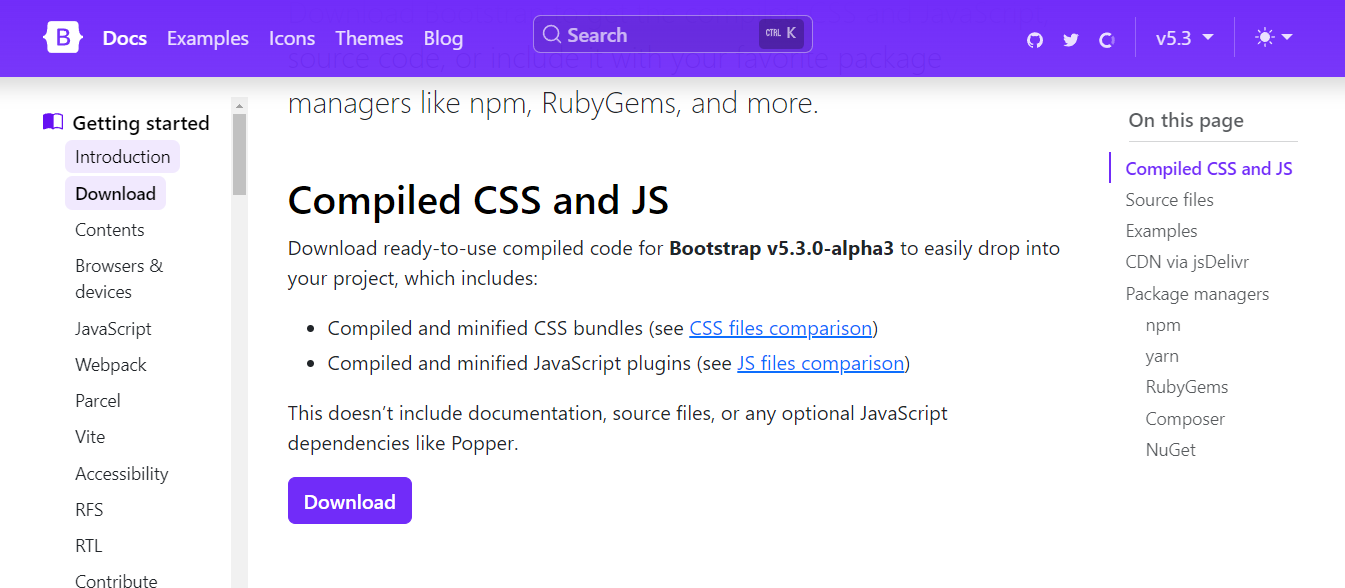 B
Docs
Examples
Icons
Themes
Blog
Search
CTRL K
v5.3
source code, or include it with your favorite package
managers like npm, RubyGems, and more.
Getting started
Introduction
Download
Contents
Browsers &
devices
JavaScript
Webpack
Parcel
Vite
Accessibility
RFS
RTL
Contribute
Compiled CSS and JS
Download ready-to-use compiled code for Bootstrap v5.3.0-alpha3 to easily drop into
your project, which includes:
• Compiled and minified CSS bundles (see CSS files comparison)
• Compiled and minified JavaScript plugins (see JS files comparison)
This doesn’t include documentation, source files, or any optional JavaScript
dependencies like Popper.
Download
On this page
Compiled CSS and JS
Source files
Examples
CDN via jsDelivr
Package managers
npm
yarn
RubyGems
Composer
NuGet